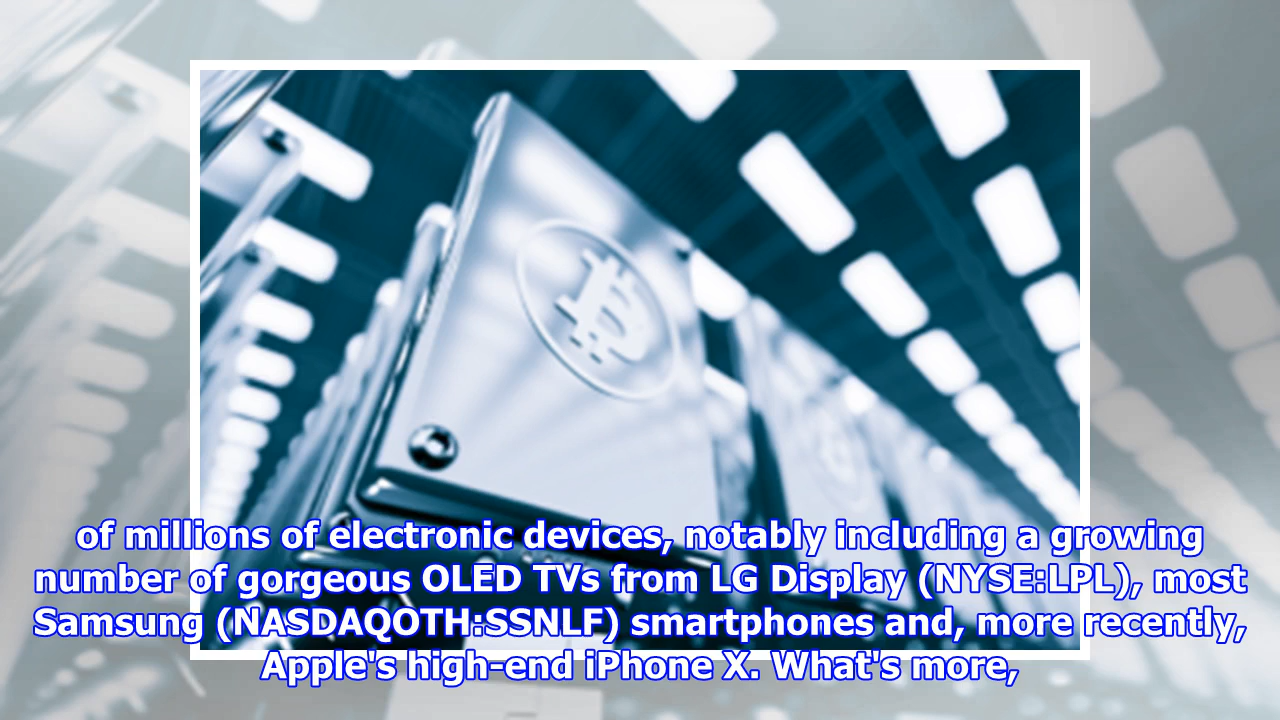 of millions of electronic devices, notably including a growing
number of gorgeous OLED TVs from LG Display (NYSE:LPL), most
Samsung (NASDAQOTH:SSNLF) smartphones and, more recently,
Apple's high-end iPhone X. What's more,